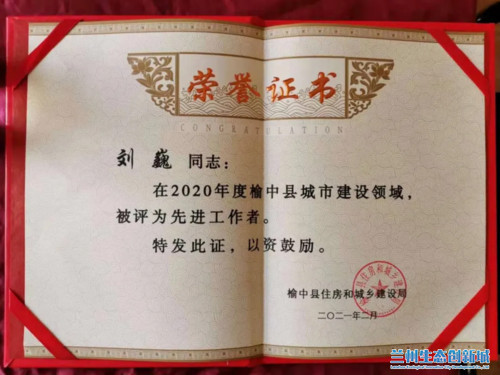 荣誉证书
CONGRATULATION
刘巍 同志：
在2020年度榆中县城市建设领域，
被评为先进工作者。
特发此证，以资鼓励。
榆中县住房和城乡建设局
二〇二一年二月
兰州生态创新城